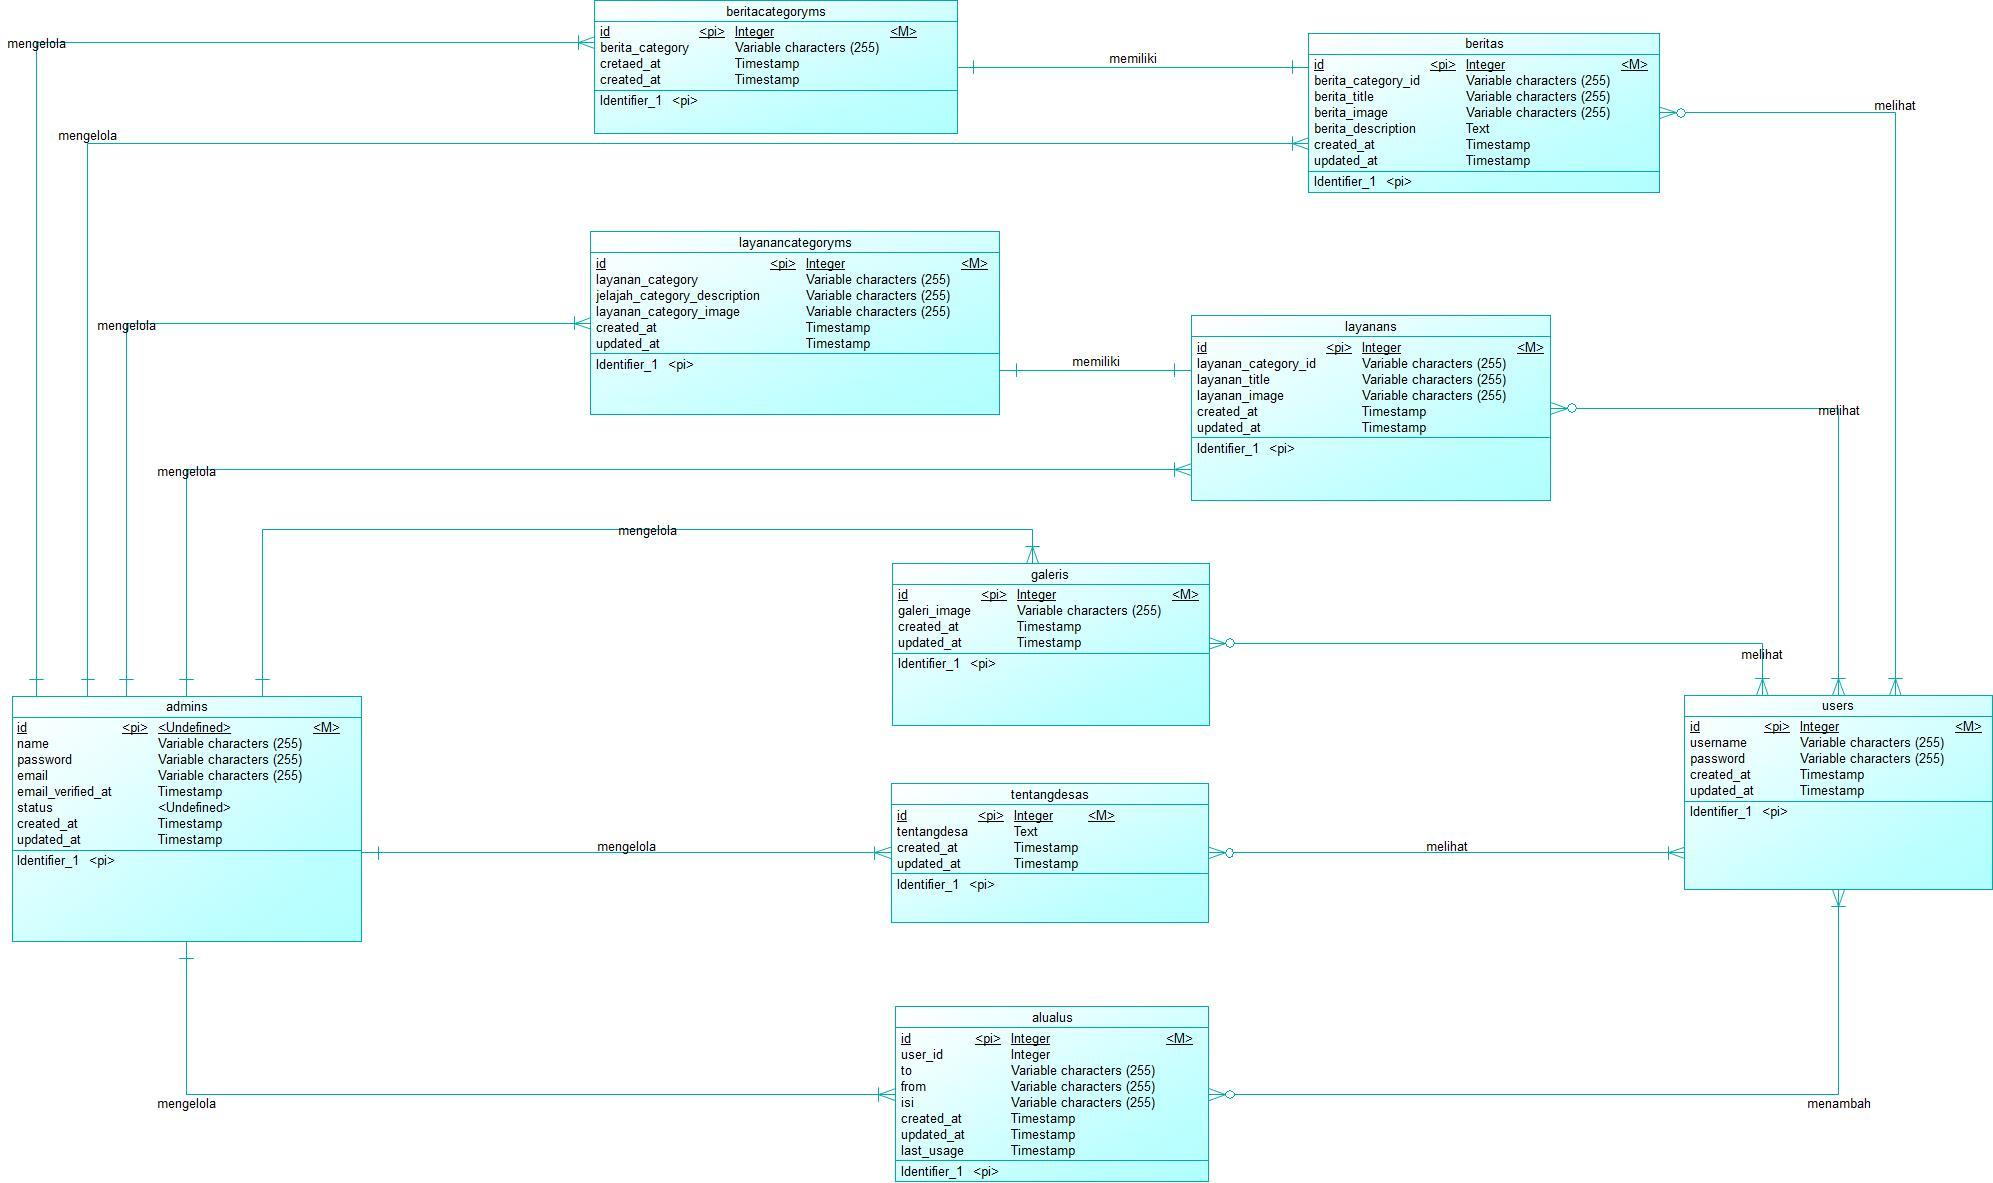 beritacategoryms
id <pi> Integer <M>
berita_category Variable characters (255)
cretaed_at Timestamp
created_at Timestamp
Identifier_1 <pi>
mengelola
memiliki
beritas
id <pi> Integer <M>
berita_category_id Variable characters (255)
berita_title Variable characters (255)
berita_image Variable characters (255)
berita_description Text
created_at Timestamp
updated_at Timestamp
Identifier_1 <pi>
melihat
mengelola
layanancategoryms
id <pi> Integer <M>
layanan_category Variable characters (255)
jelajah_category_description Variable characters (255)
layanan_category_image Variable characters (255)
created_at Timestamp
updated_at Timestamp
Identifier_1 <pi>
mengelola
memiliki
layanans
id <pi> Integer <M>
layanan_category_id Variable characters (255)
layanan_title Variable characters (255)
layanan_image Variable characters (255)
created_at Timestamp
updated_at Timestamp
Identifier_1 <pi>
melihat
mengelola
mengelola
galeris
id <pi> Integer <M>
galeri_image Variable characters (255)
created_at Timestamp
updated_at Timestamp
Identifier_1 <pi>
melihat
admins
id <pi> <Undefined> <M>
name Variable characters (255)
password Variable characters (255)
email Variable characters (255)
email_verified_at Timestamp
status <Undefined>
created_at Timestamp
updated_at Timestamp
Identifier_1 <pi>
users
id <pi> Integer <M>
username Variable characters (255)
password Variable characters (255)
created_at Timestamp
updated_at Timestamp
Identifier_1 <pi>
mengelola
tentangdesas
id <pi> Integer <M>
tentangdesa Text
created_at Timestamp
updated_at Timestamp
Identifier_1 <pi>
melihat
alualus
id <pi> Integer <M>
user_id Integer
to Variable characters (255)
from Variable characters (255)
isi Variable characters (255)
created_at Timestamp
updated_at Timestamp
last_usage Timestamp
Identifier_1 <pi>
mengelola
menambah